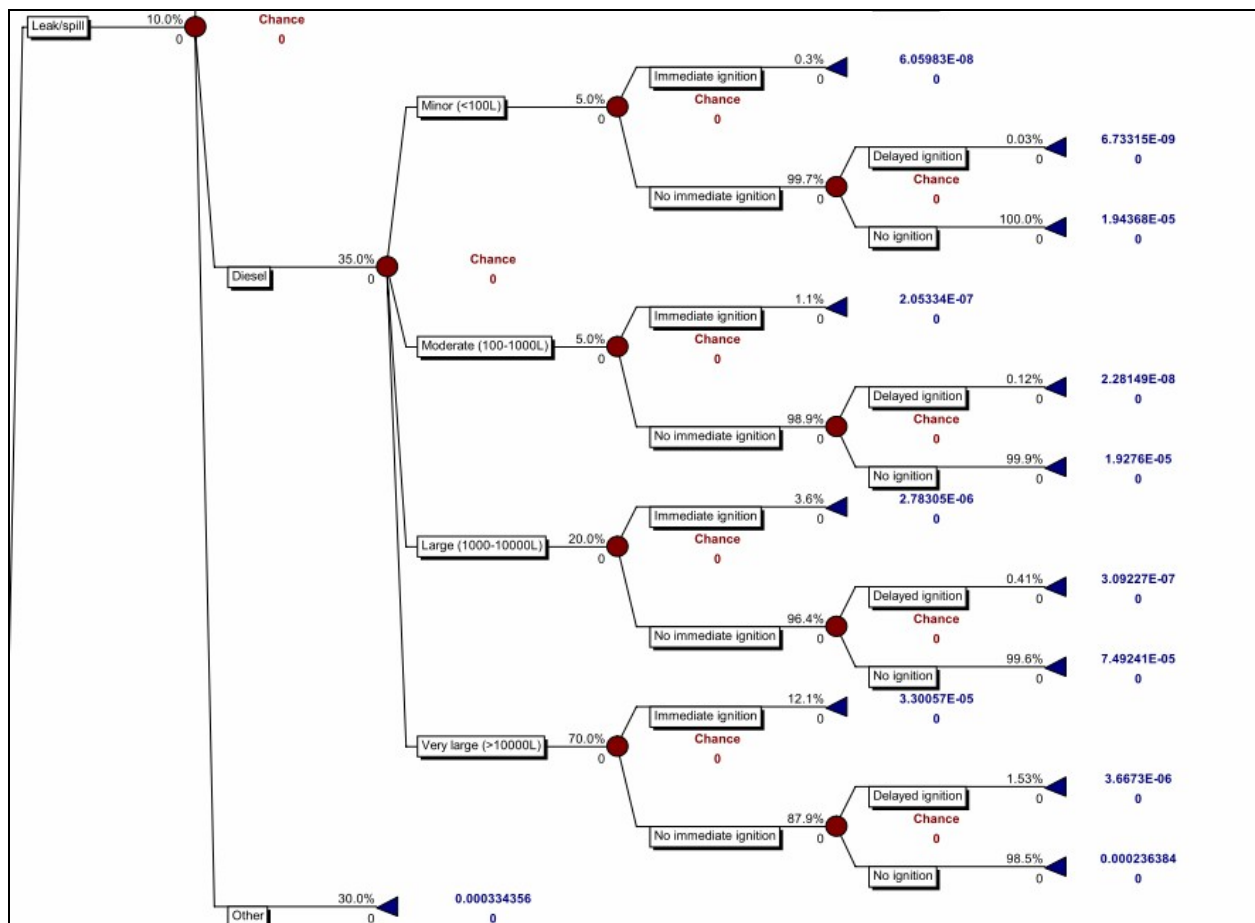 Leak/spill
10.0%
0
Chance
0
Immediate ignition
0.3%
0
6.05983E-08
0
Minor (<100L)
5.0%
0
Chance
0
Delayed ignition
0.03%
0
6.73315E-09
0
No immediate ignition
99.7%
0
Chance
0
No ignition
100.0%
0
1.94368E-05
0
Diesel
35.0%
0
Chance
0
Immediate ignition
1.1%
0
2.05334E-07
0
Moderate (100-1000L)
5.0%
0
Chance
0
Delayed ignition
0.12%
0
2.28149E-08
0
No immediate ignition
98.9%
0
Chance
0
No ignition
99.9%
0
1.9276E-05
0
Immediate ignition
3.6%
0
2.78305E-06
0
Large (1000-10000L)
20.0%
0
Chance
0
Delayed ignition
0.41%
0
3.09227E-07
0
No immediate ignition
96.4%
0
Chance
0
No ignition
99.6%
0
7.49241E-05
0
Immediate ignition
12.1%
0
3.30057E-05
0
Very large (>10000L)
70.0%
0
Chance
0
Delayed ignition
1.53%
0
3.6673E-06
0
No immediate ignition
87.9%
0
Chance
0
No ignition
98.5%
0
0.000236384
0
Other
30.0%
0
0.000334356
0